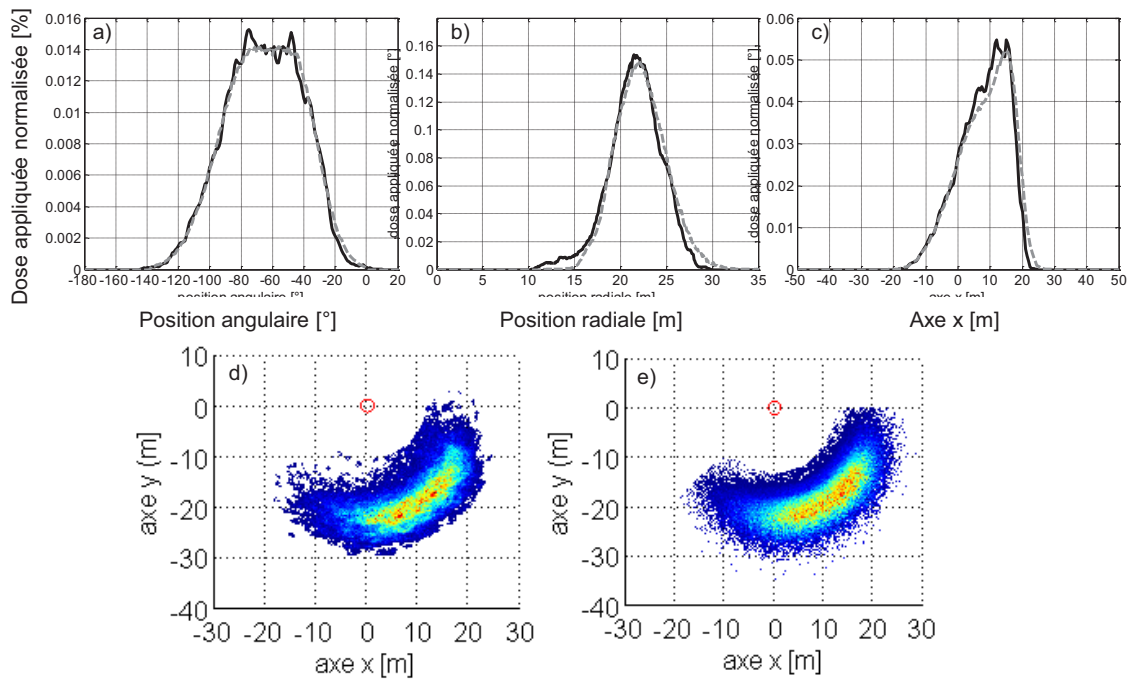 Dose appliquée normalisée [%]
a)
0.016
0.014
0.012
0.01
0.008
0.006
0.004
0.002
0
-180 -160 -140 -120 -100 -80 -60 -40 -20 0 20
position angulaire [°]
Position angulaire [°]
b)
dose appliquée normalisée [°]
0.18
0.16
0.14
0.12
0.1
0.02
0
0 5 10 15 20 25 30 35
position radiale [m]
Position radiale [m]
c)
dose appliquée normalisée [°]
0.06
0.05
0.04
0.03
0.02
0.01
0
-50 -40 -30 -20 -10 0 10 20 30 40 50
axe x [m]
Axe x [m]
d)
axe y (m]
10
0
-10
-20
-30
-40
-30 -20 -10 0 10 20 30
axe x [m]
e)
axe y (m]
10
0
-10
-20
-30
-40
-30 -20 -10 0 10 20 30
axe x [m]